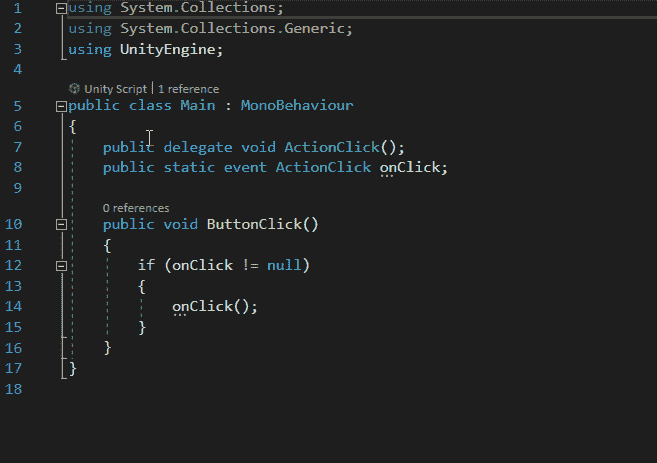 1 using System.Collections;
2 using System.Collections.Generic;
3 using UnityEngine;
4
Unity Script | 1 reference
5 public class Main : MonoBehaviour
6 {
7 public delegate void ActionClick();
8 public static event ActionClick onClick;
9
0 references
10 public void ButtonClick()
11 {
12 if (onClick != null)
13 {
14 onClick();
15 }
16 }
17 }
18